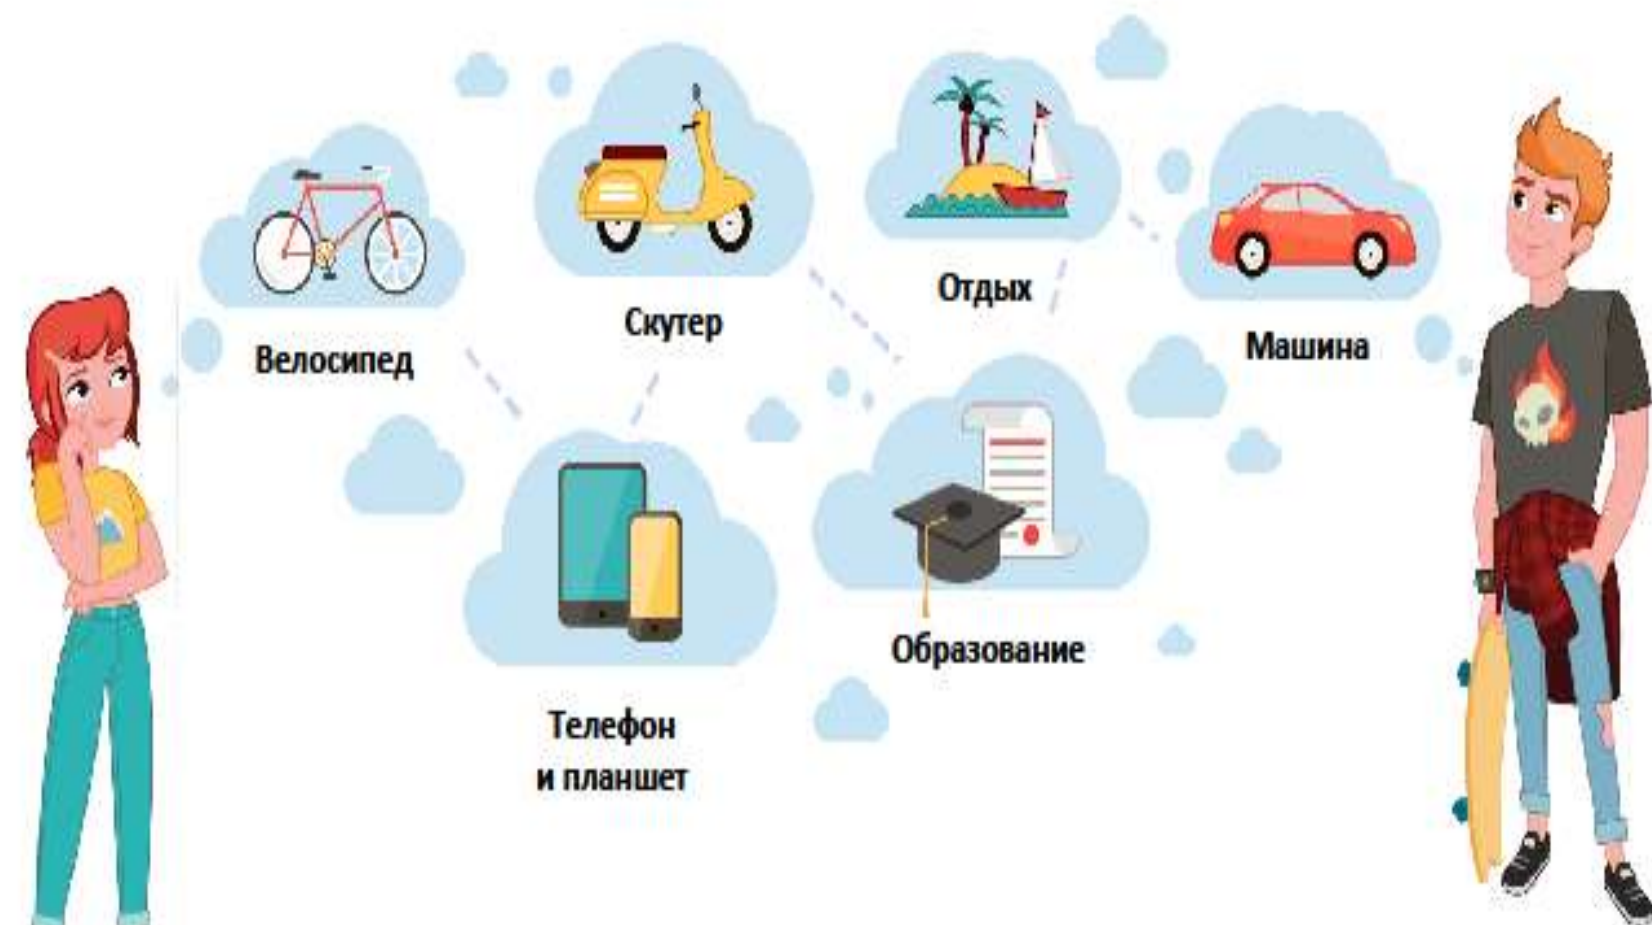 Велосипед
Скутер
Отдых
Машина
Телефон
и планшет
Образование